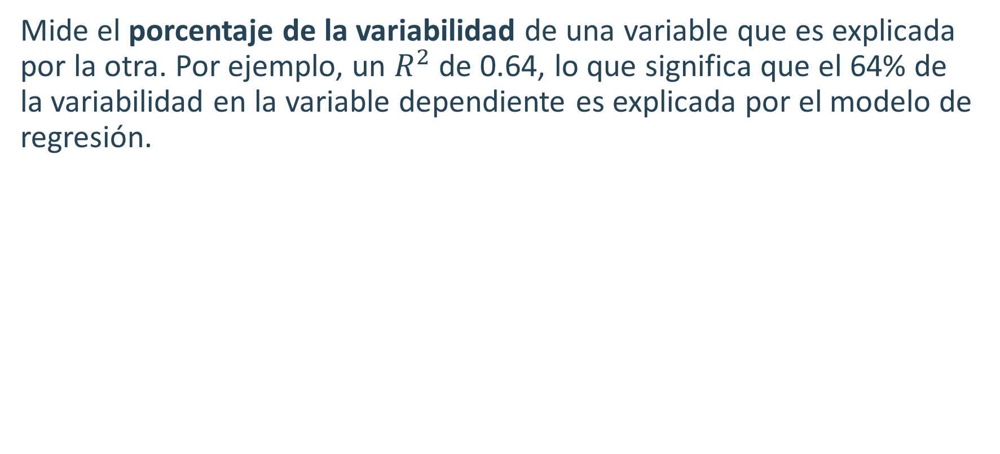 Mide el porcentaje de la variabilidad de una variable que es explicada
por la otra. Por ejemplo, un R² de 0.64, lo que significa que el 64% de
la variabilidad en la variable dependiente es explicada por el modelo de
regresión.